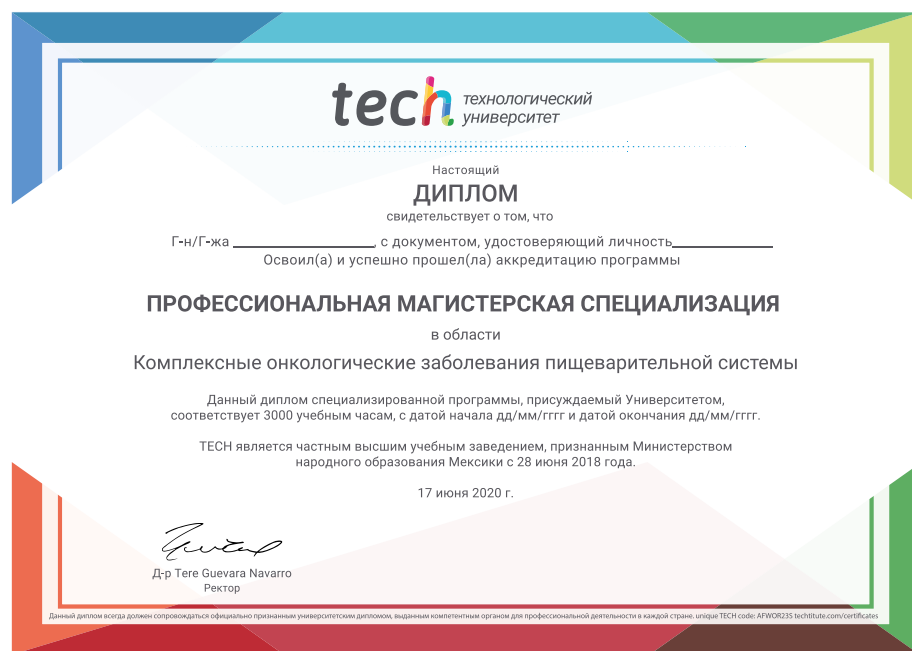 tech технологический
университет
Настоящий
ДИПЛОМ
свидетельствует о том, что
Г-н/Г-жа ____________________, с документом, удостоверяющий личность______________
Освоил(а) и успешно прошел(ла) аккредитацию программы
ПРОФЕССИОНАЛЬНАЯ МАГИСТЕРСКАЯ СПЕЦИАЛИЗАЦИЯ
в области
Комплексные онкологические заболевания пищеварительной системы
Данный диплом специализированной программы, присуждаемый Университетом,
соответствует 3000 учебным часам, с датой начала дд/мм/гггг и датой окончания дд/мм/гггг.
TECH является частным высшим учебным заведением, признанным Министерством
народного образования Мексики с 28 июня 2018 года.
17 июня 2020 г.
Д-р Tere Guevara Navarro
Ректор
Данный диплом всегда должен сопровождаться официально признанным университетским дипломом, выданным компетентным органом для профессиональной деятельности в каждой стране. unique TECH code: AFWOR23S techtitute.com/certificates